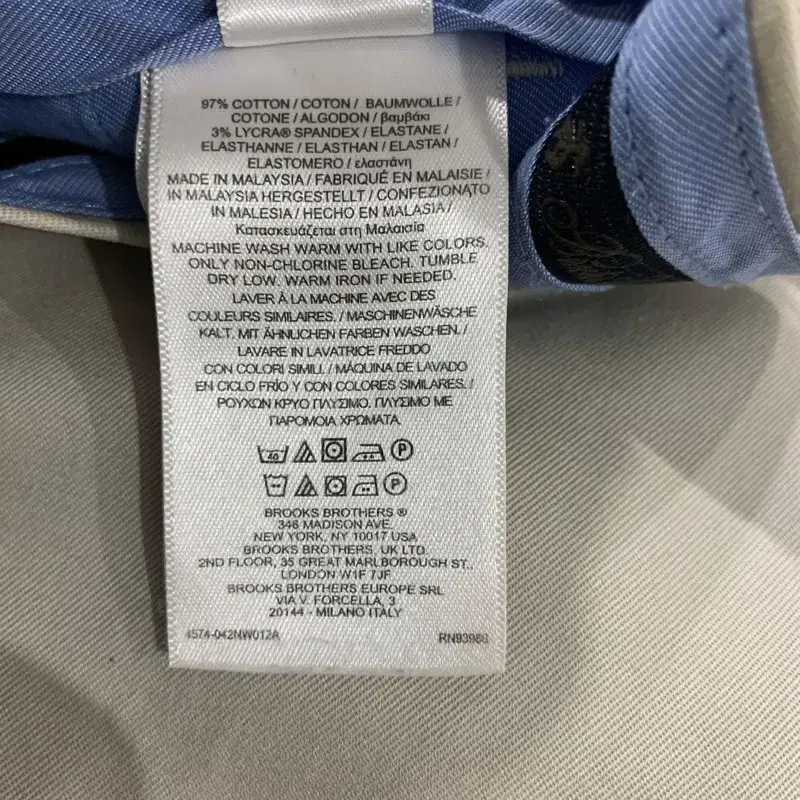 97% COTTON / COTON / BAUMWOLLE /
COTONE / ALGODON / βαμβάκι
3% LYCRA® SPANDEX / ELASTANE /
ELASTHANNE / ELASTHAN / ELASTAN /
ELASTOMERO / ελαστάνη
MADE IN MALAYSIA / FABRIQUÉ EN MALAISIE /
IN MALAYSIA HERGESTELLT / CONFEZIONATO
IN MALESIA / HECHO EN MALASIA /
Κατασκευάζεται στη Μαλαισία
MACHINE WASH WARM WITH LIKE COLORS.
ONLY NON-CHLORINE BLEACH. TUMBLE
DRY LOW. WARM IRON IF NEEDED.
LAVER À LA MACHINE AVEC DES
COULEURS SIMILAIRES. / MASCHINENWÄSCHE
KALT. MIT ÄHNLICHEN FARBEN WASCHEN. /
LAVARE IN LAVATRICE FREDDO
CON COLORI SIMILI / MÁQUINA DE LAVADO
EN CICLO FRÍO Y CON COLORES SIMILARES. /
ΡΟΥΧΩΝ ΚΡΥΟ ΠΛΥΣΙΜΟ. ΠΛΥΣΙΜΟ ΜΕ
ΠΑΡΟΜΟΙΑ ΧΡΩΜΑΤΑ.
40 P
P
BROOKS BROTHERS ®
346 MADISON AVE.
NEW YORK, NY 10017 USA
BROOKS BROTHERS, UK LTD.
2ND FLOOR, 35 GREAT MARLBOROUGH ST.,
LONDON W1F 7JF
BROOKS BROTHERS EUROPE SRL
VIA V. FORCELLA, 3
20144 - MILANO ITALY
4574-042NW012A RN93986